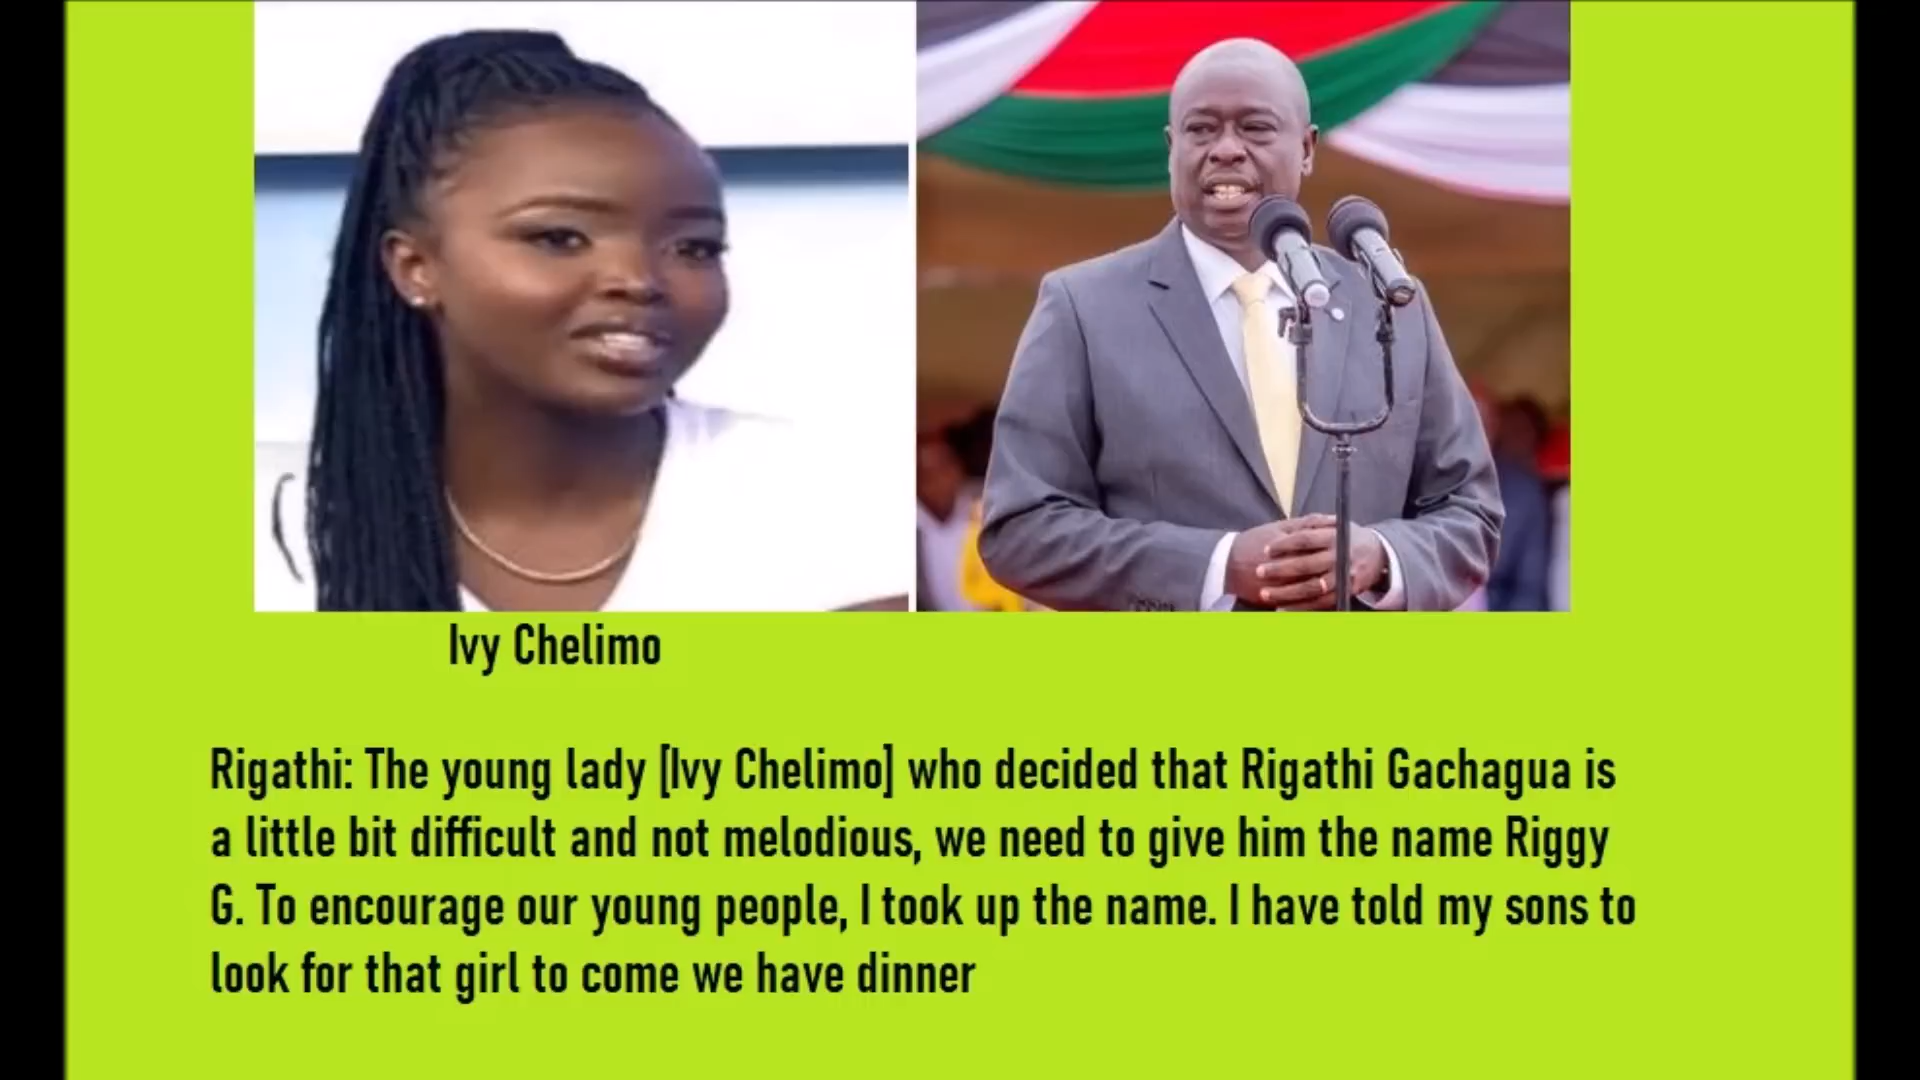 Ivy Chelimo
Rigathi: The young lady [Ivy Chelimo] who decided that Rigathi Gachagua is
a little bit difficult and not melodious, we need to give him the name Riggy
G. To encourage our young people, I took up the name. I have told my sons to
look for that girl to come we have dinner